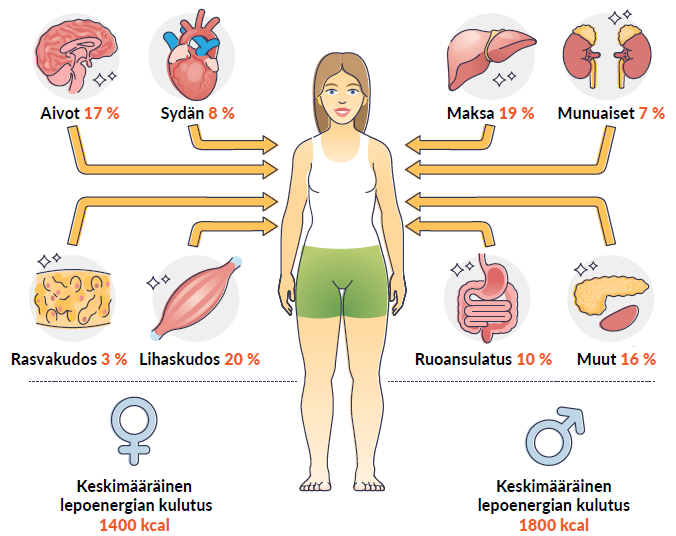 Aivot 17 %
Sydän 8 %
Maksa 19 %
Munuaiset 7 %
Rasvakudos 3 %
Lihaskudos 20 %
Ruoansulatus 10 %
Muut 16 %
Keskimääräinen
lepoenergian kulutus
1400 kcal
Keskimääräinen
lepoenergian kulutus
1800 kcal